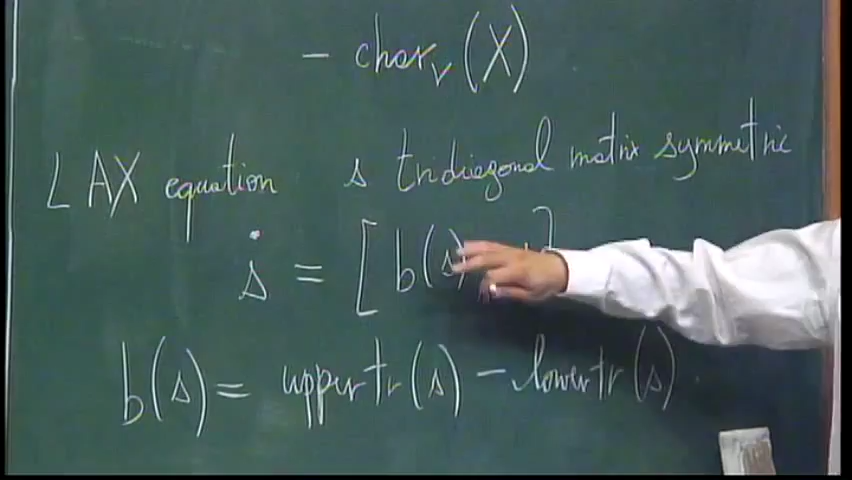 - char_v (X)
LAX equation s tridiagonal matrix symmetric
ṡ = [b(s) ]
b(s) = uppertr(s) - lowertr(s)